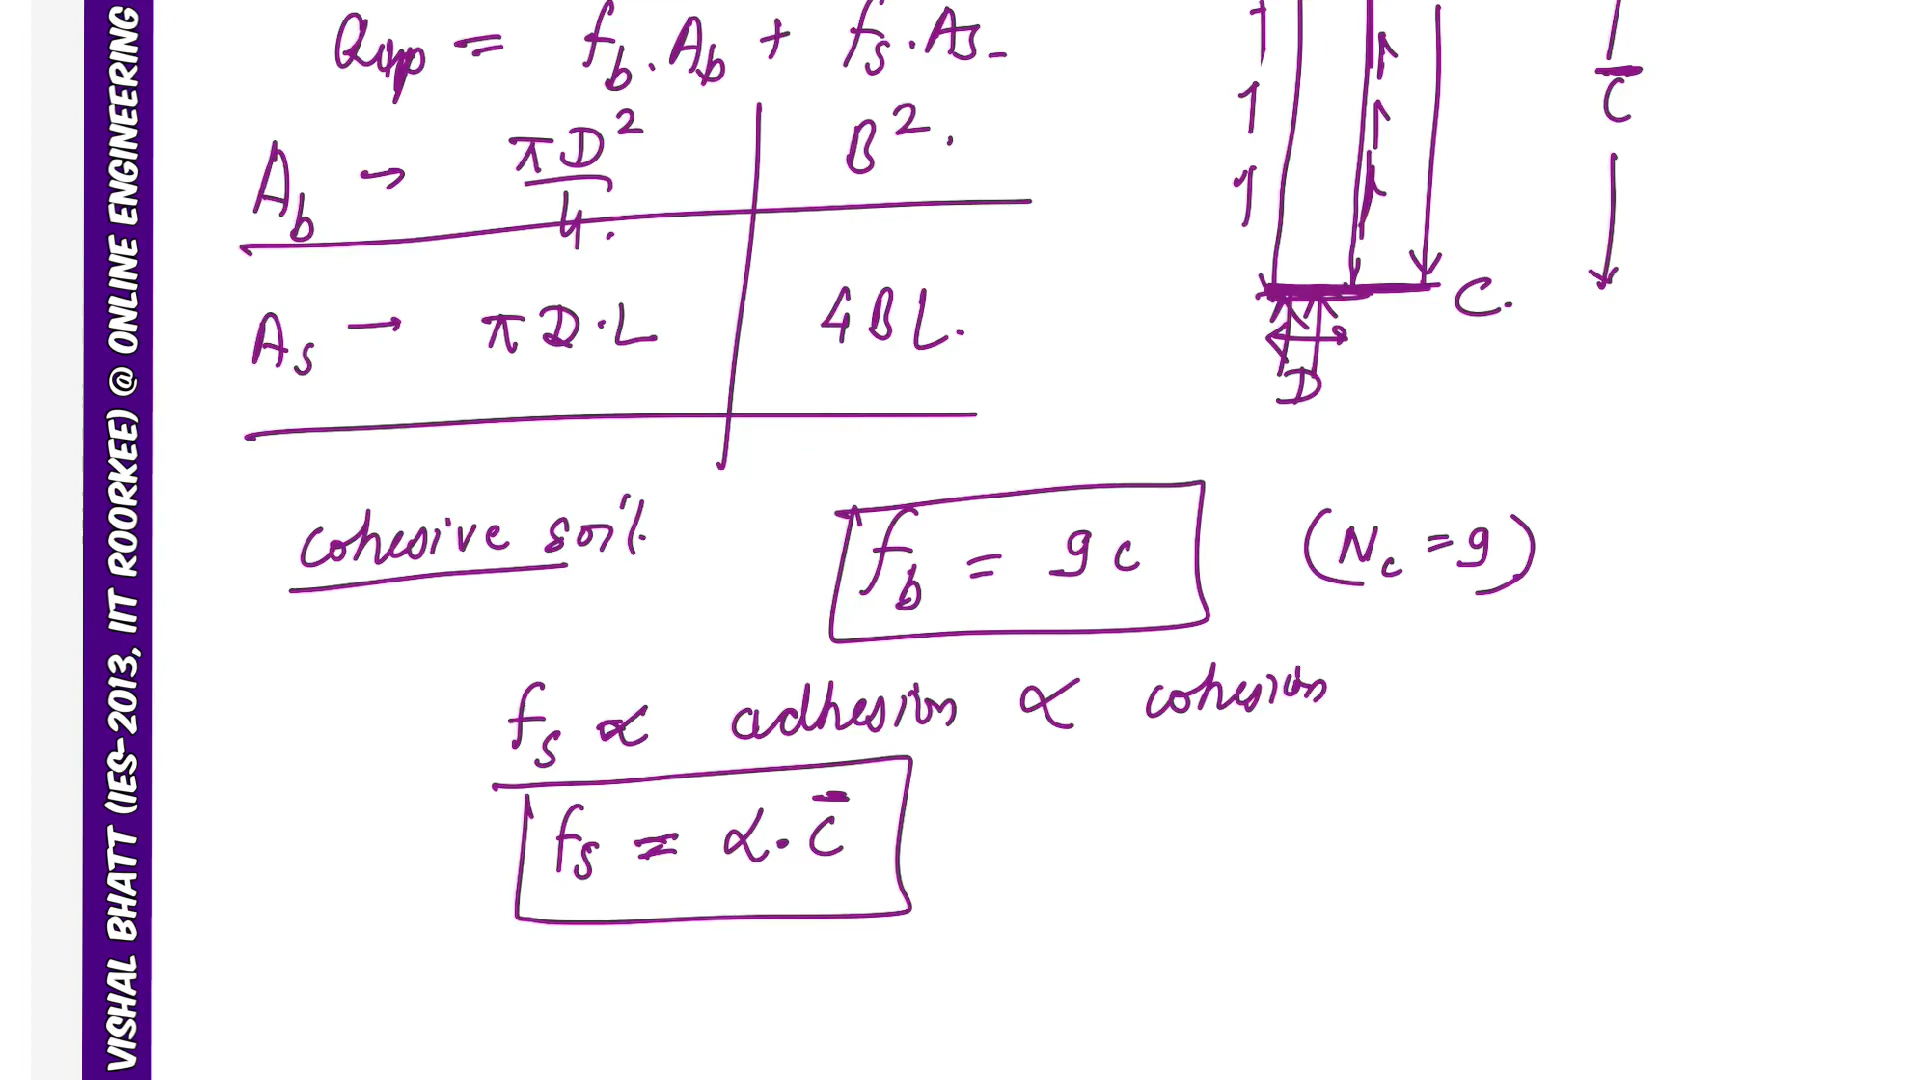 VISHAL BHATT (IES-2013, IIT ROORKEE) @ ONLINE ENGINEERING
Qup = fb. Ab + fs. As
Ab → πD²/4. B².
As → πD·L 4BL.
C̅
C.
D
cohesive soil. fb = 9c (Nc = 9)
fs ∝ adhesion ∝ cohesion
fs = α. c̅